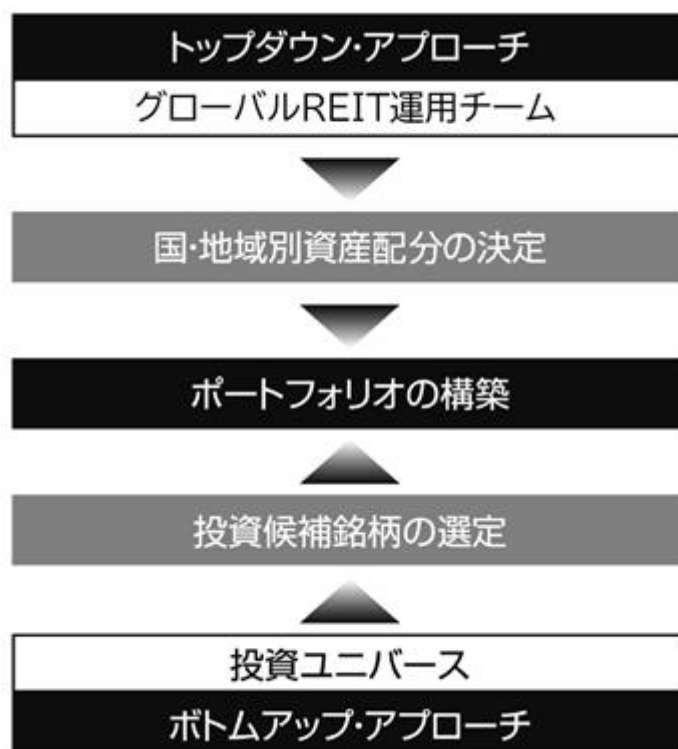 トップダウン・アプローチ
グローバルREIT運用チーム
国・地域別資産配分の決定
ポートフォリオの構築
投資候補銘柄の選定
投資ユニバース
ボトムアップ・アプローチ